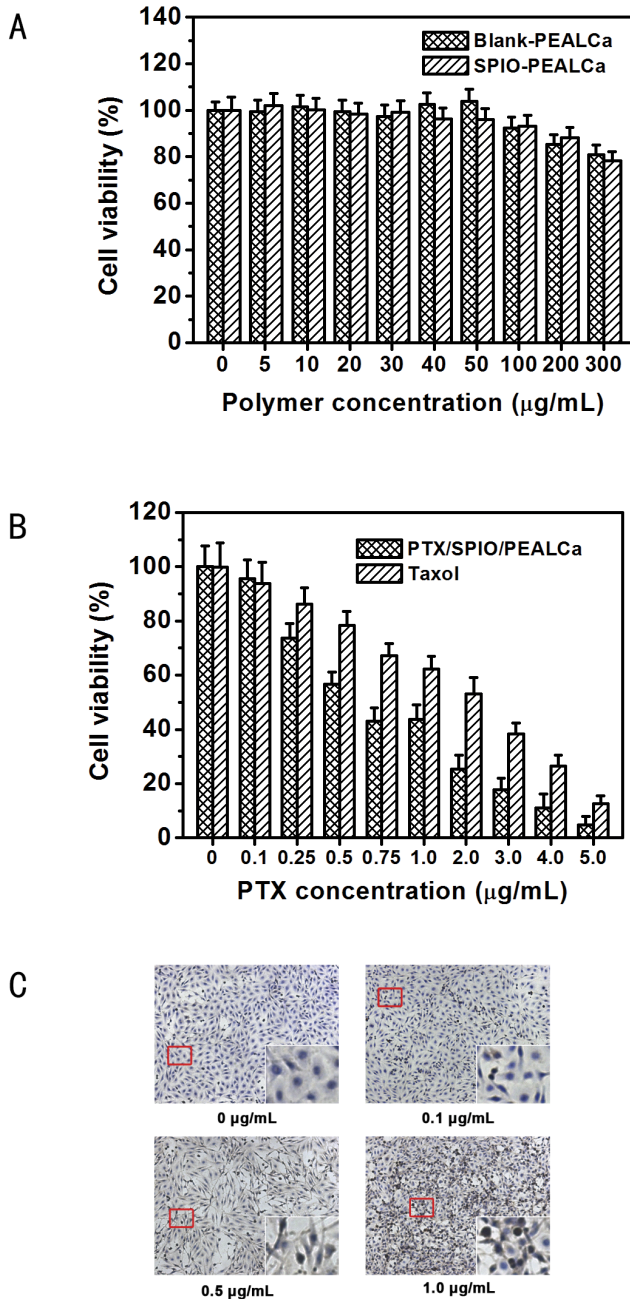 A
140
120
100
80
60
40
20
0
Cell viability (%)
Blank-PEALCa
SPIO-PEALCa
0 5 10 20 30 40 50 100 200 300
Polymer concentration (μg/mL)
B
120
100
80
60
40
20
0
Cell viability (%)
PTX/SPIO/PEALCa
Taxol
0 0.1 0.25 0.5 0.75 1.0 2.0 3.0 4.0 5.0
PTX concentration (μg/mL)
C
0 μg/mL
0.1 μg/mL
0.5 μg/mL
1.0 μg/mL